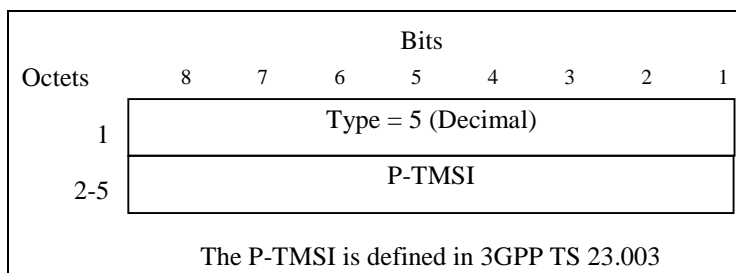 Bits
Octets 8 7 6 5 4 3 2 1
1 Type = 5 (Decimal)
2-5 P-TMSI
The P-TMSI is defined in 3GPP TS 23.003